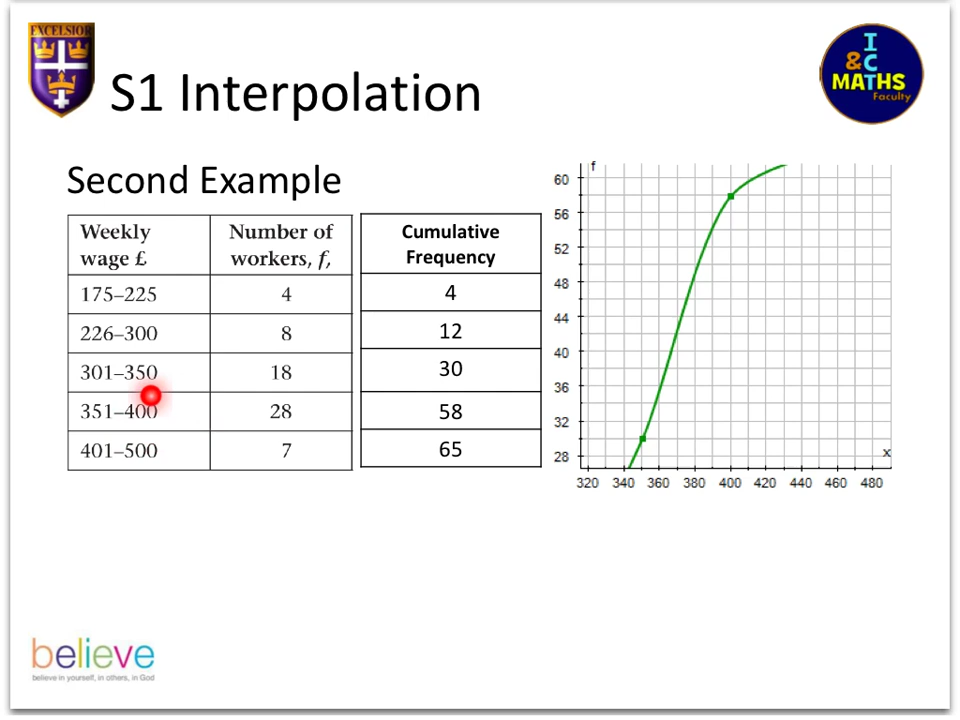 EXCELSIOR
S1 Interpolation
I
& C
MATHS
Faculty
Second Example
Weekly wage £ Number of workers, f, Cumulative Frequency
175–225 4 4
226–300 8 12
301–350 18 30
351–400 28 58
401–500 7 65
f
60
56
52
48
44
40
36
32
28
x
320 340 360 380 400 420 440 460 480
believe
believe in yourself, in others, in God